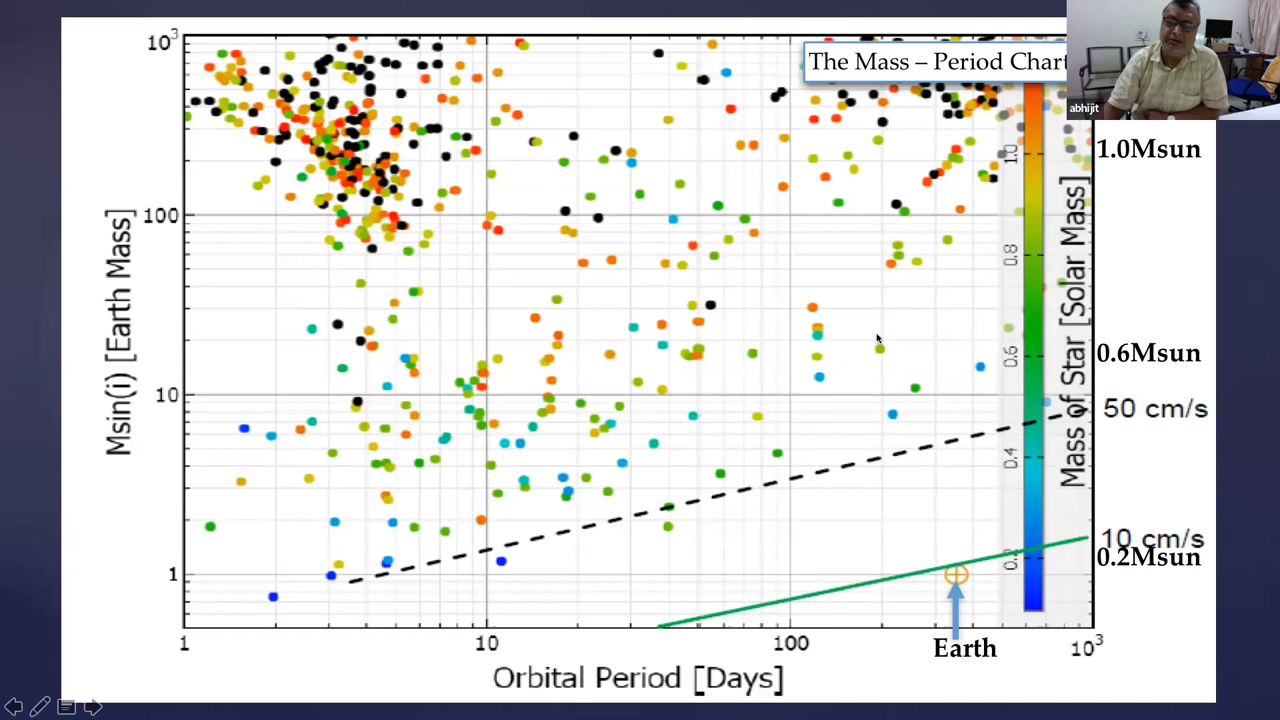 The Mass – Period Chart
abhijit
10³
100
10
1
Msin(i) [Earth Mass]
1
10
100
10³
Orbital Period [Days]
Earth
1.0
0.8
0.6
0.4
0.2
Mass of Star [Solar Mass]
1.0Msun
0.6Msun
50 cm/s
10 cm/s
0.2Msun